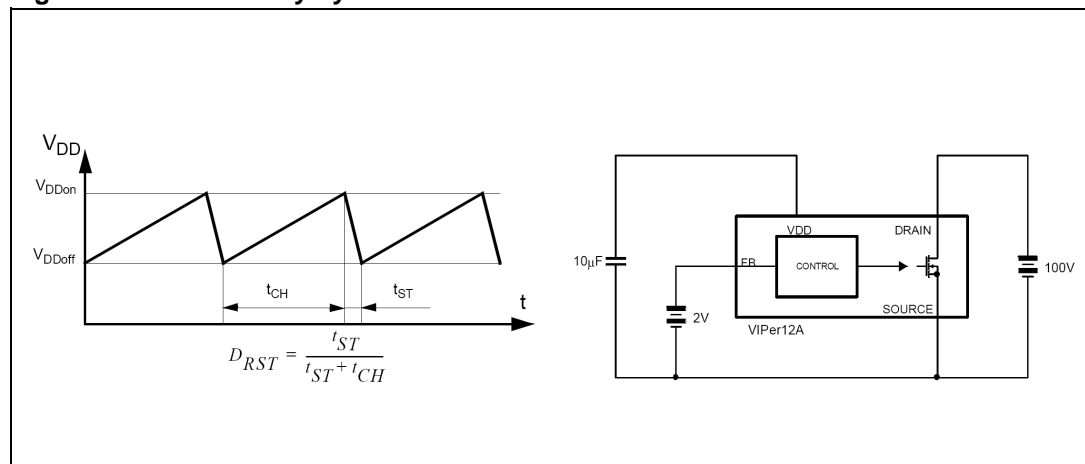 V_DD
V_DDon
V_DDoff
t_CH
t_ST
t
D_RST = t_ST / (t_ST + t_CH)
10µF
FB
2V
VDD
DRAIN
CONTROL
SOURCE
VIPer12A
100V